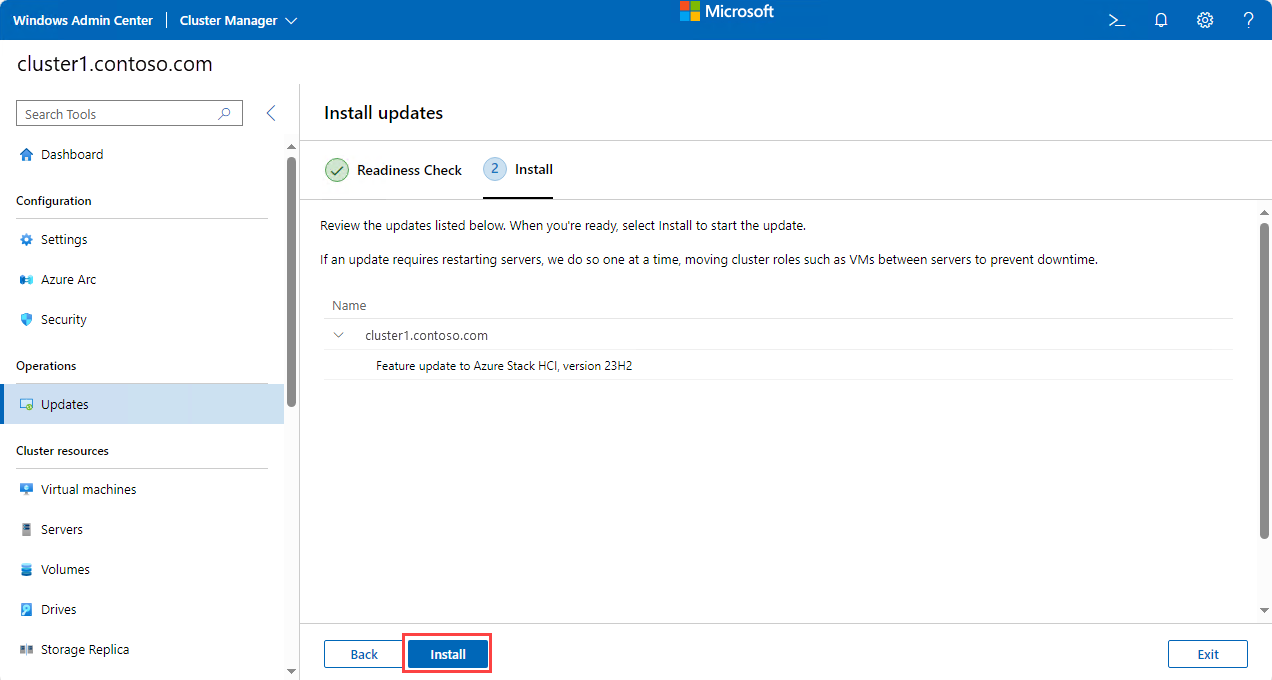 Windows Admin Center
Cluster Manager
Microsoft
cluster1.contoso.com
Search Tools
Dashboard
Configuration
Settings
Azure Arc
Security
Operations
Updates
Cluster resources
Virtual machines
Servers
Volumes
Drives
Storage Replica
Install updates
Readiness Check
2 Install
Review the updates listed below. When you're ready, select Install to start the update.
If an update requires restarting servers, we do so one at a time, moving cluster roles such as VMs between servers to prevent downtime.
Name
cluster1.contoso.com
Feature update to Azure Stack HCI, version 23H2
Back
Install
Exit